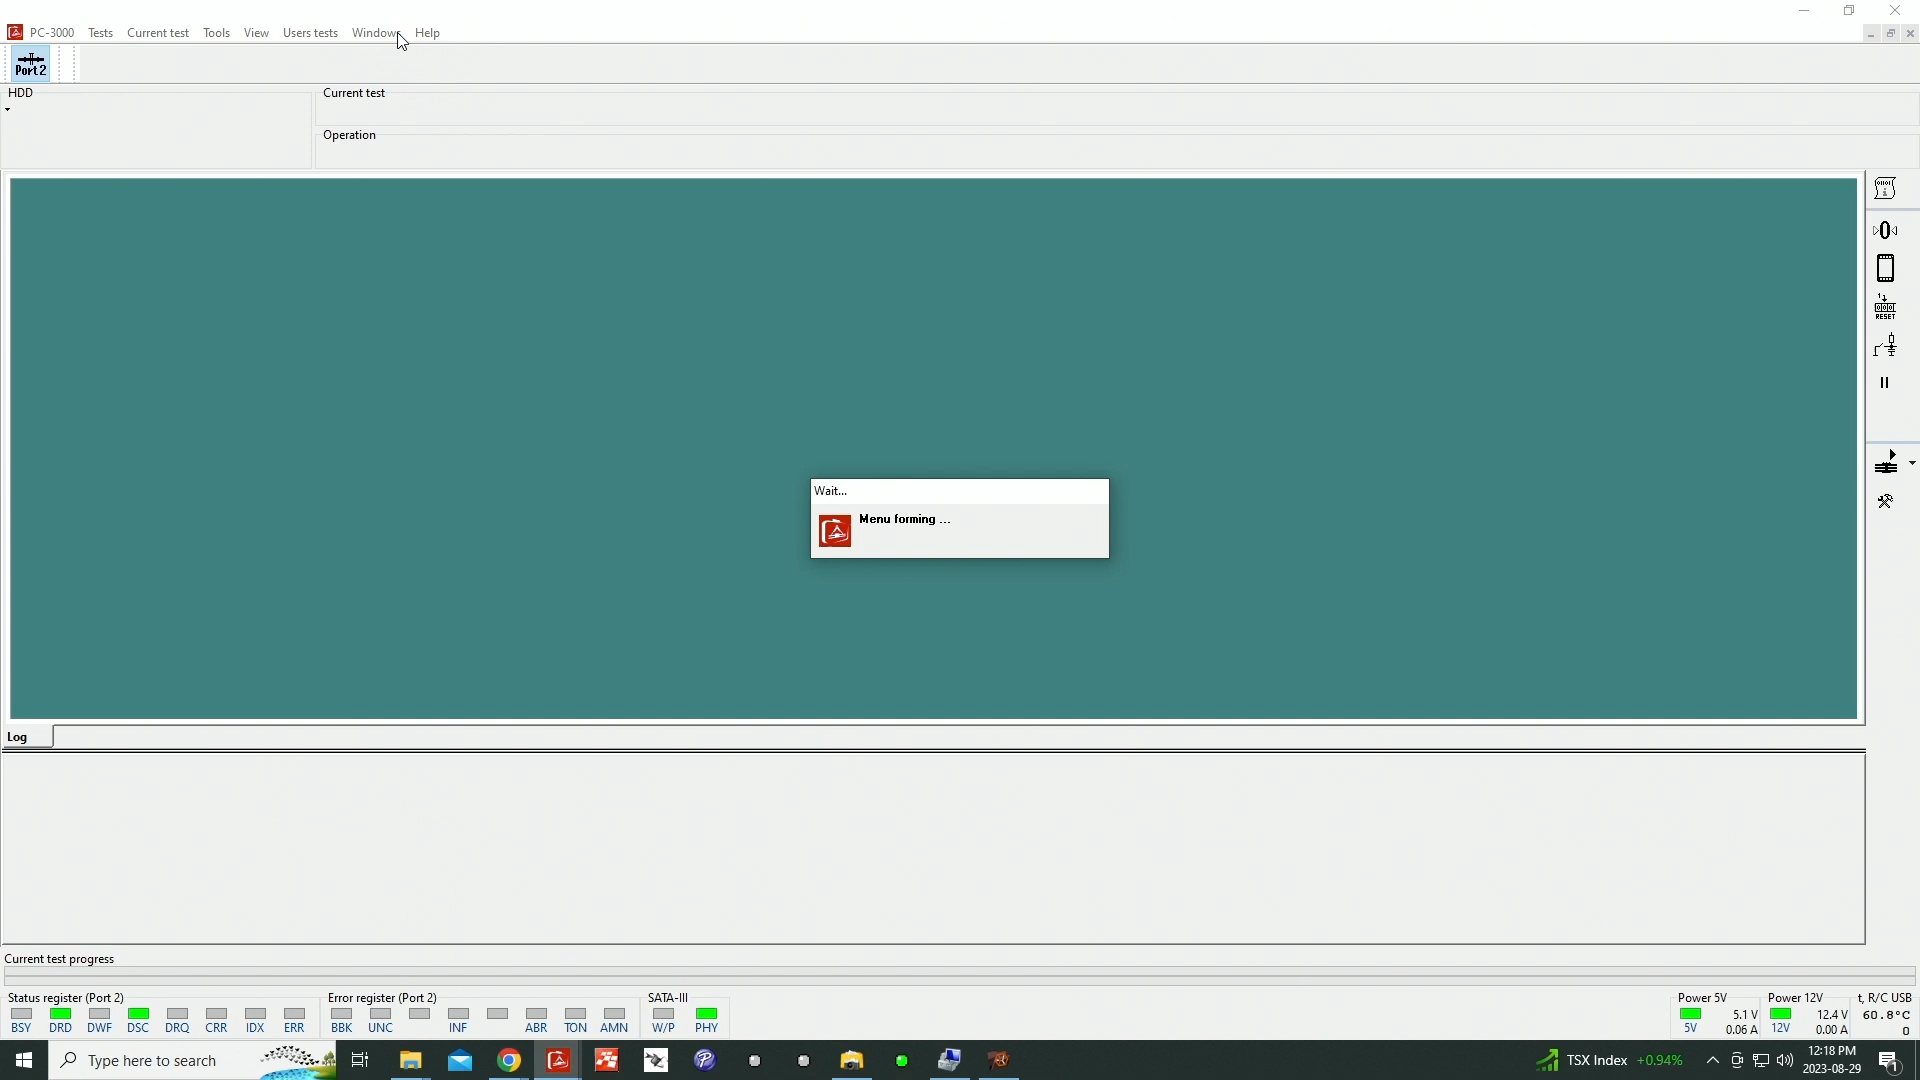 PC-3000 Tests Current test Tools View Users tests Windows Help
Port2
HDD
Current test
Operation
RESET
Wait...
Menu forming ...
Log
Current test progress
Status register (Port 2) Error register (Port 2) SATA-III Power 5V Power 12V t, R/C USB
5.1 V 12.4 V 60.8°C
BSY DRD DWF DSC DRQ CRR IDX ERR BBK UNC INF ABR TON AMN W/P PHY 5V 0.06 A 12V 0.00 A 0
Type here to search
TSX Index +0.94%
12:18 PM
2023-08-29
1